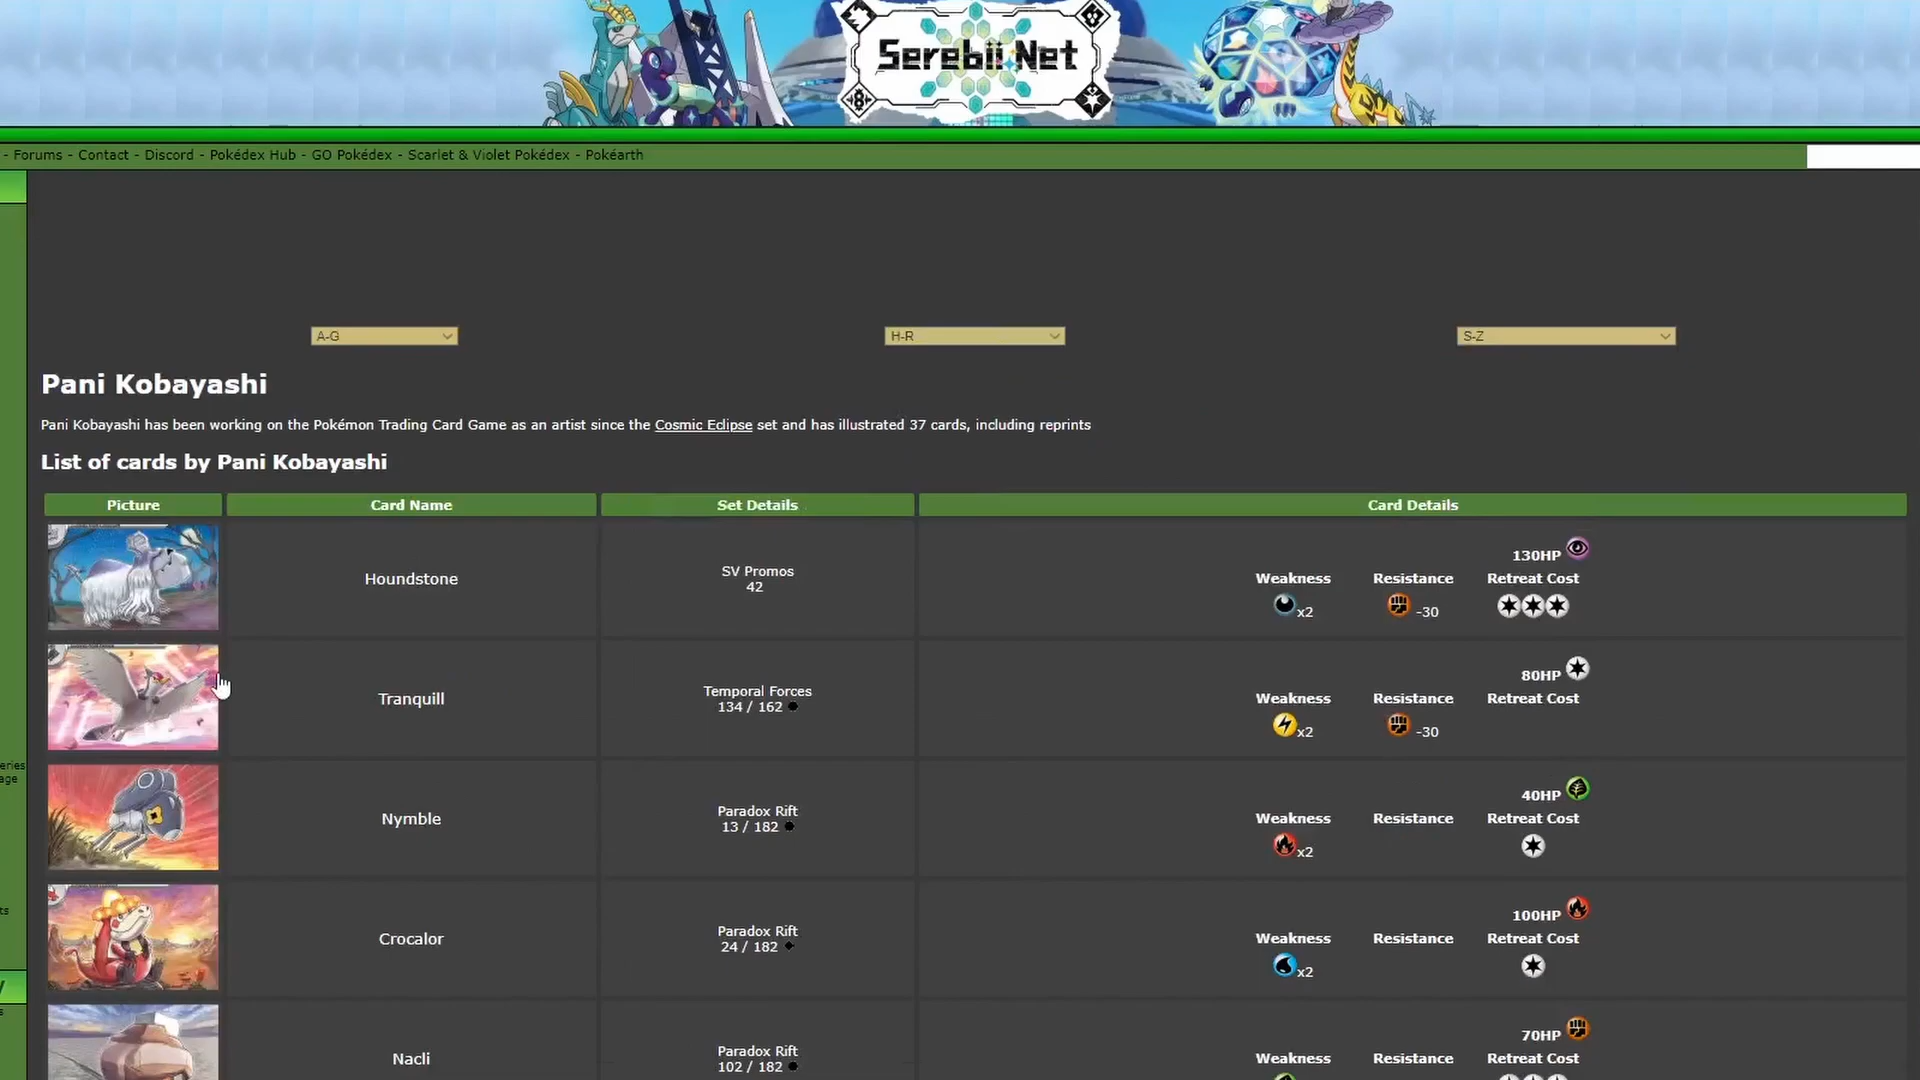 Serebii.Net
- Forums - Contact - Discord - Pokédex Hub - GO Pokédex - Scarlet & Violet Pokédex - Pokéarth
A-G
H-R
S-Z
Pani Kobayashi
Pani Kobayashi has been working on the Pokémon Trading Card Game as an artist since the Cosmic Eclipse set and has illustrated 37 cards, including reprints
List of cards by Pani Kobayashi
Picture
Card Name
Set Details
Card Details
Houndstone
SV Promos
42
130HP
Weakness
Resistance
Retreat Cost
x2
-30
Tranquill
Temporal Forces
134 / 162
80HP
Weakness
Resistance
Retreat Cost
x2
-30
Nymble
Paradox Rift
13 / 182
40HP
Weakness
Resistance
Retreat Cost
x2
Crocalor
Paradox Rift
24 / 182
100HP
Weakness
Resistance
Retreat Cost
x2
Nacli
Paradox Rift
102 / 182
70HP
Weakness
Resistance
Retreat Cost